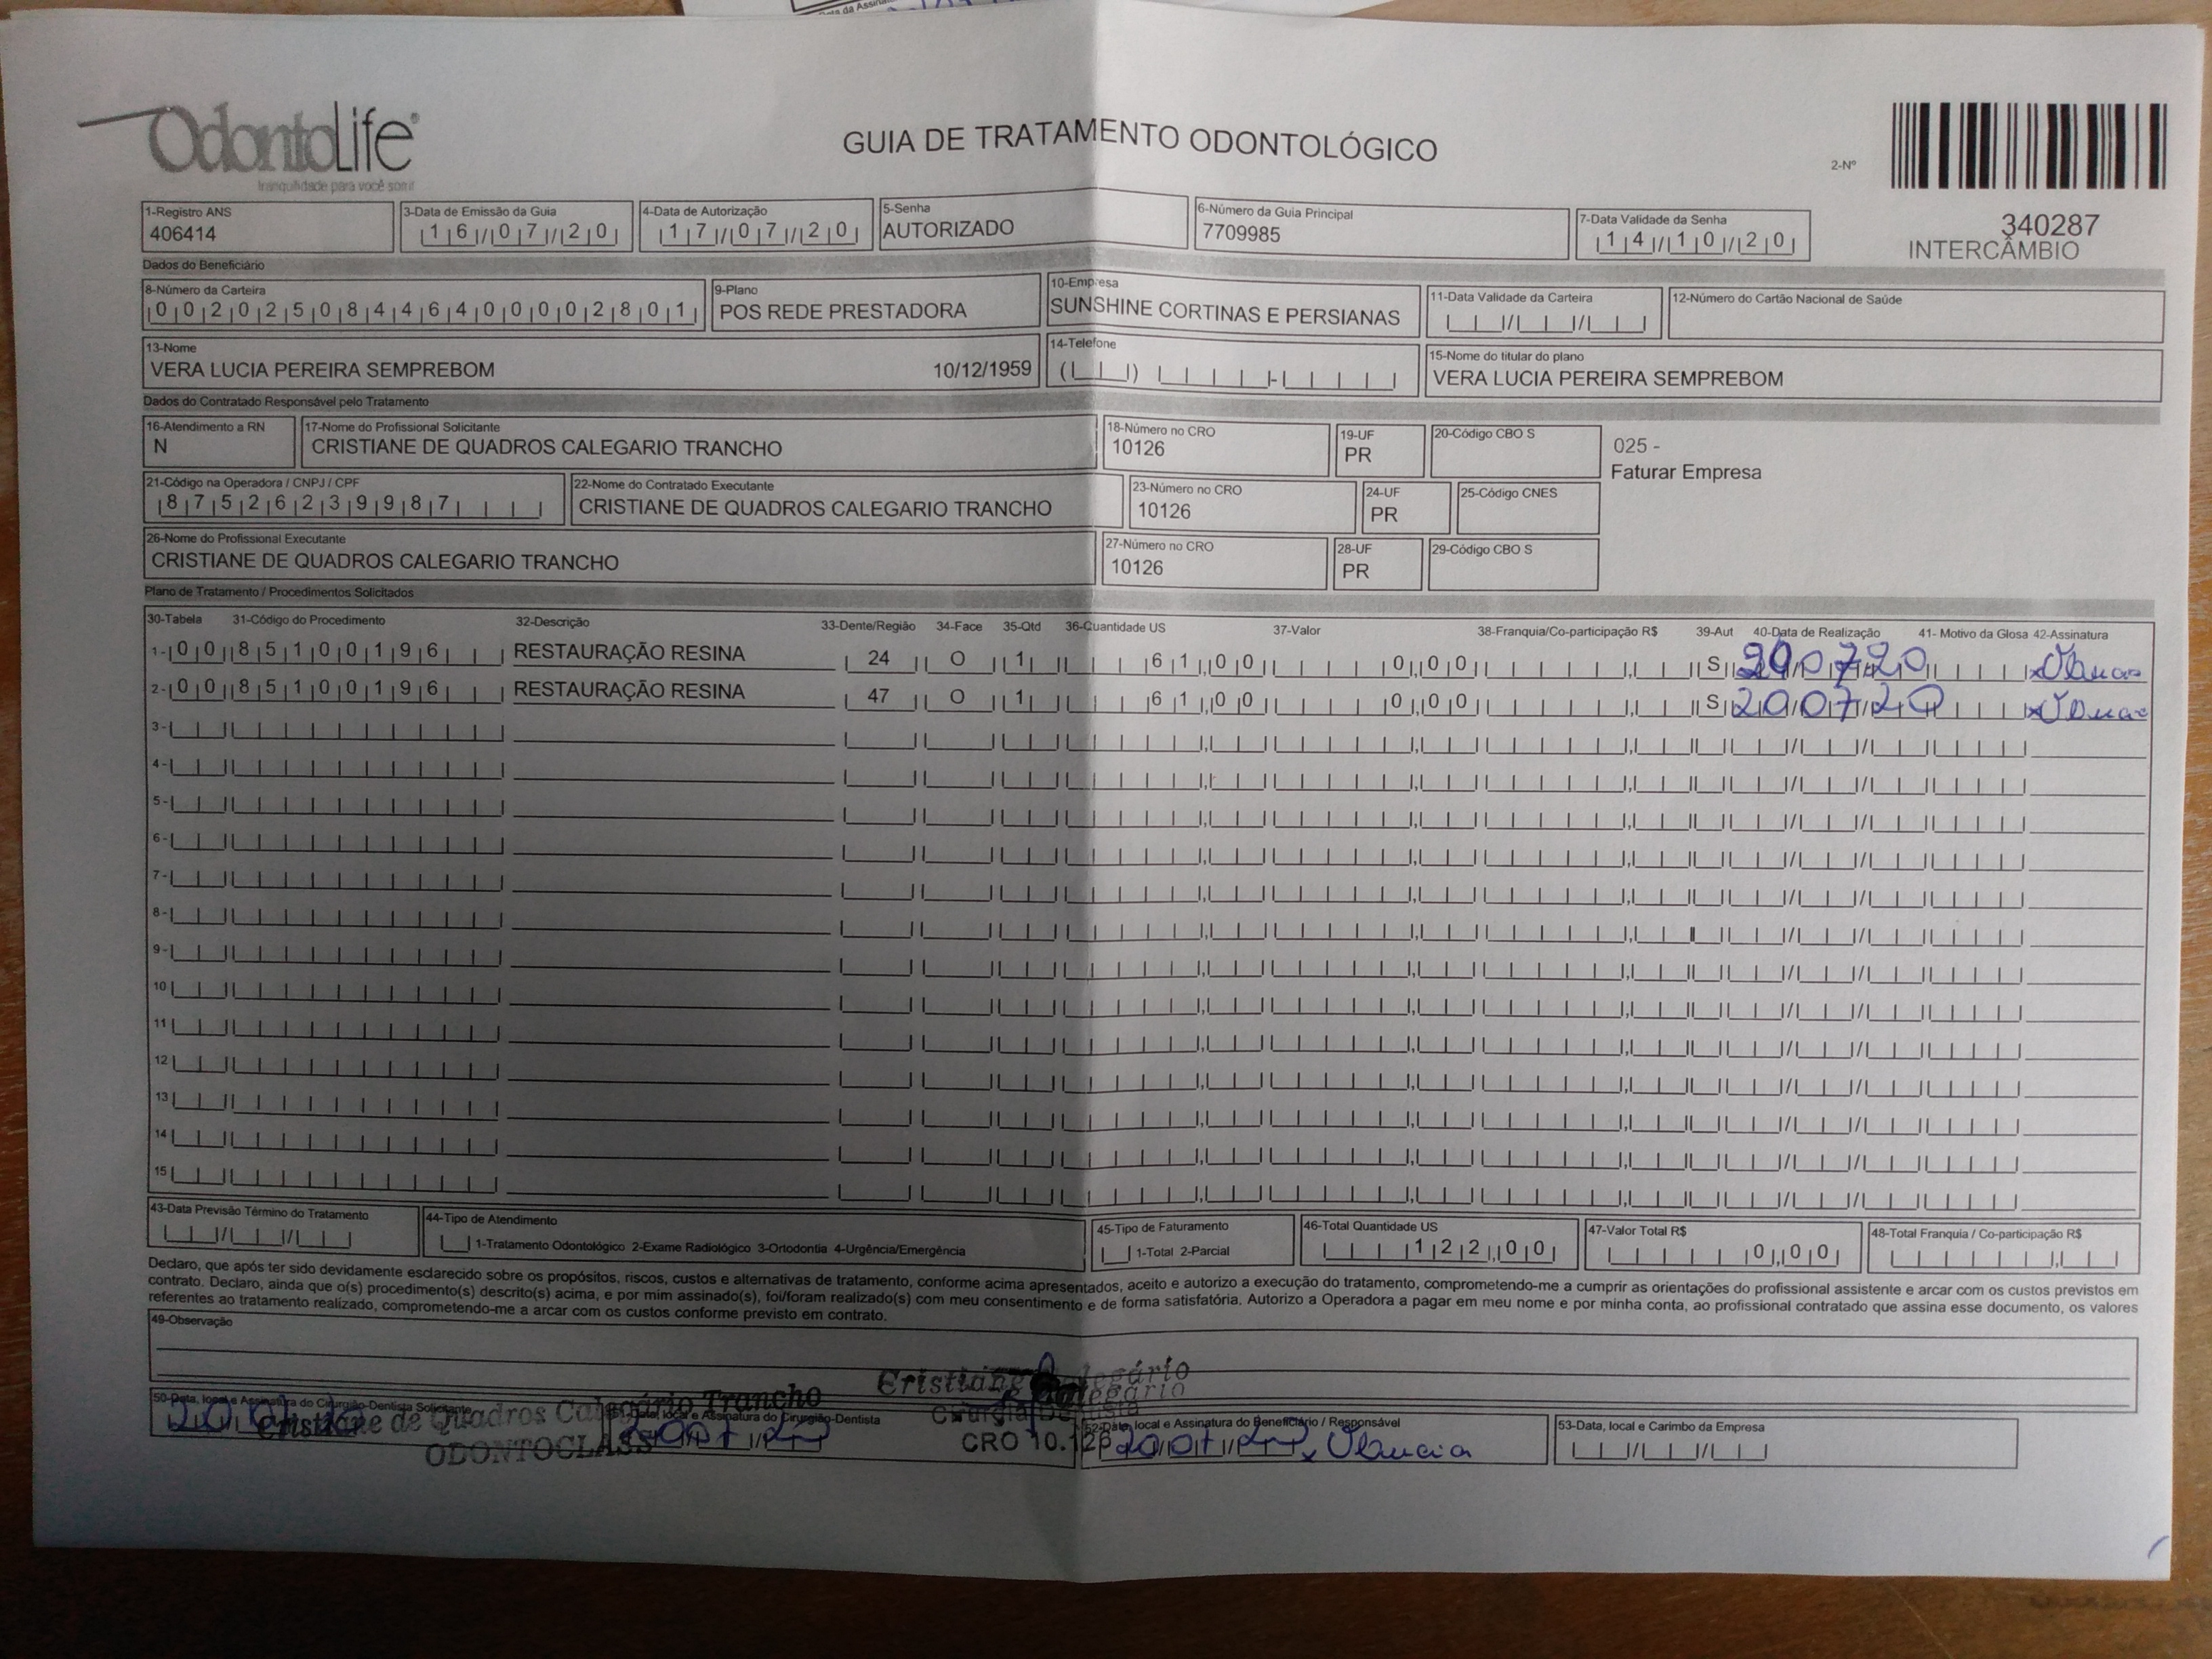 OdontoLife®
tranquilidade para você sorrir
GUIA DE TRATAMENTO ODONTOLÓGICO
2-Nº
340287
INTERCÂMBIO
1-Registro ANS
406414
3-Data de Emissão da Guia
16/07/20
4-Data de Autorização
17/07/20
5-Senha
AUTORIZADO
6-Número da Guia Principal
7709985
7-Data Validade da Senha
14/10/20
Dados do Beneficiário
8-Número da Carteira
00202508446400002801
9-Plano
POS REDE PRESTADORA
10-Empresa
SUNSHINE CORTINAS E PERSIANAS
11-Data Validade da Carteira
12-Número do Cartão Nacional de Saúde
13-Nome
VERA LUCIA PEREIRA SEMPREBOM 10/12/1959
14-Telefone
15-Nome do titular do plano
VERA LUCIA PEREIRA SEMPREBOM
Dados do Contratado Responsável pelo Tratamento
16-Atendimento a RN
N
17-Nome do Profissional Solicitante
CRISTIANE DE QUADROS CALEGARIO TRANCHO
18-Número no CRO
10126
19-UF
PR
20-Código CBO S
025 -
Faturar Empresa
21-Código na Operadora / CNPJ / CPF
87526239987
22-Nome do Contratado Executante
CRISTIANE DE QUADROS CALEGARIO TRANCHO
23-Número no CRO
10126
24-UF
PR
25-Código CNES
26-Nome do Profissional Executante
CRISTIANE DE QUADROS CALEGARIO TRANCHO
27-Número no CRO
10126
28-UF
PR
29-Código CBO S
Plano de Tratamento / Procedimentos Solicitados
30-Tabela 31-Código do Procedimento 32-Descrição 33-Dente/Região 34-Face 35-Qtd 36-Quantidade US 37-Valor 38-Franquia/Co-participação R$ 39-Aut 40-Data de Realização 41- Motivo da Glosa 42-Assinatura
1- 00 85100196 RESTAURAÇÃO RESINA 24 O 1 61,00 0,00 S 20/07/20
2- 00 85100196 RESTAURAÇÃO RESINA 47 O 1 61,00 0,00 S 20/07/20
3-
4-
5-
6-
7-
8-
9-
10
11
12
13
14
15
43-Data Previsão Término do Tratamento
44-Tipo de Atendimento
1-Tratamento Odontológico 2-Exame Radiológico 3-Ortodontia 4-Urgência/Emergência
45-Tipo de Faturamento
1-Total 2-Parcial
46-Total Quantidade US
122,00
47-Valor Total R$
0,00
48-Total Franquia / Co-participação R$
Declaro, que após ter sido devidamente esclarecido sobre os propósitos, riscos, custos e alternativas de tratamento, conforme acima apresentados, aceito e autorizo a execução do tratamento, comprometendo-me a cumprir as orientações do profissional assistente e arcar com os custos previstos em
contrato. Declaro, ainda que o(s) procedimento(s) descrito(s) acima, e por mim assinado(s), foi/foram realizado(s) com meu consentimento e de forma satisfatória. Autorizo a Operadora a pagar em meu nome e por minha conta, ao profissional contratado que assina esse documento, os valores
referentes ao tratamento realizado, comprometendo-me a arcar com os custos conforme previsto em contrato.
49-Observação
50-Data, local e Assinatura do Cirurgião-Dentista Solicitante
Cristiane de Quadros Calegário Trancho
ODONTOCLASS
local e Assinatura do Cirurgião-Dentista
Cristiane Calegário
Cirurgiã Dentista
CRO 10.126
52-Data, local e Assinatura do Beneficiário / Responsável
20/07/20
53-Data, local e Carimbo da Empresa